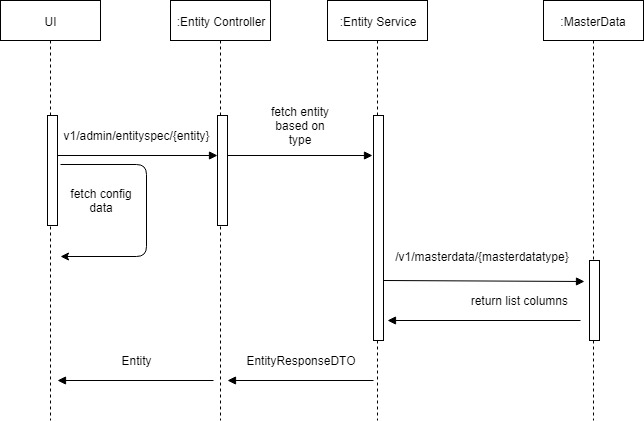 UI
:Entity Controller
:Entity Service
:MasterData
v1/admin/entityspec/{entity}
fetch entity
based on
type
fetch config
data
/v1/masterdata/{masterdatatype}
return list columns
Entity
EntityResponseDTO